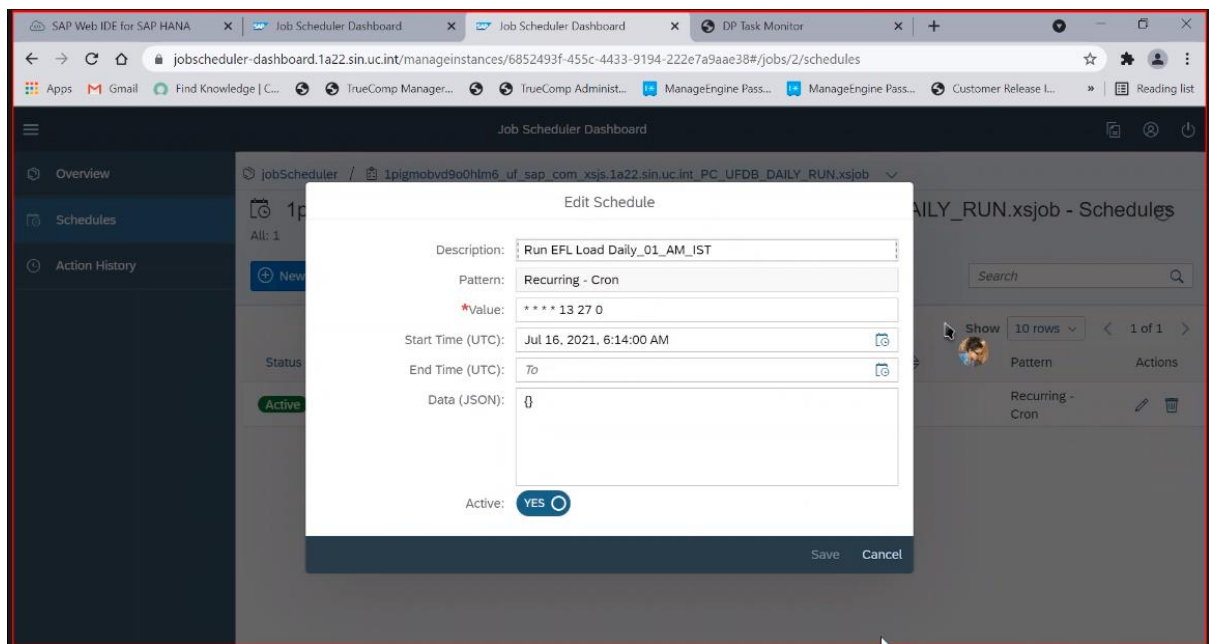 SAP Web IDE for SAP HANA
Job Scheduler Dashboard
Job Scheduler Dashboard
DP Task Monitor
jobscheduler-dashboard.1a22.sin.uc.int/manageinstances/6852493f-455c-4433-9194-222e7a9aae38#/jobs/2/schedules
Apps Gmail Find Knowledge | C... TrueComp Manager... TrueComp Administ... ManageEngine Pass... ManageEngine Pass... Customer Release I... » Reading list
Job Scheduler Dashboard
Overview
Schedules
Action History
jobScheduler / 1pigmobvd9o0hlm6_uf_sap_com_xsjs.1a22.sin.uc.int_PC_UFDB_DAILY_RUN.xsjob
1p AILY_RUN.xsjob - Schedules
All: 1
New
Search
Show 10 rows 1 of 1
Status Pattern Actions
Active Recurring -
Cron
Edit Schedule
Description: Run EFL Load Daily_01_AM_IST
Pattern: Recurring - Cron
*Value: * * * * 13 27 0
Start Time (UTC): Jul 16, 2021, 6:14:00 AM
End Time (UTC): To
Data (JSON): {}
Active: YES
Save Cancel